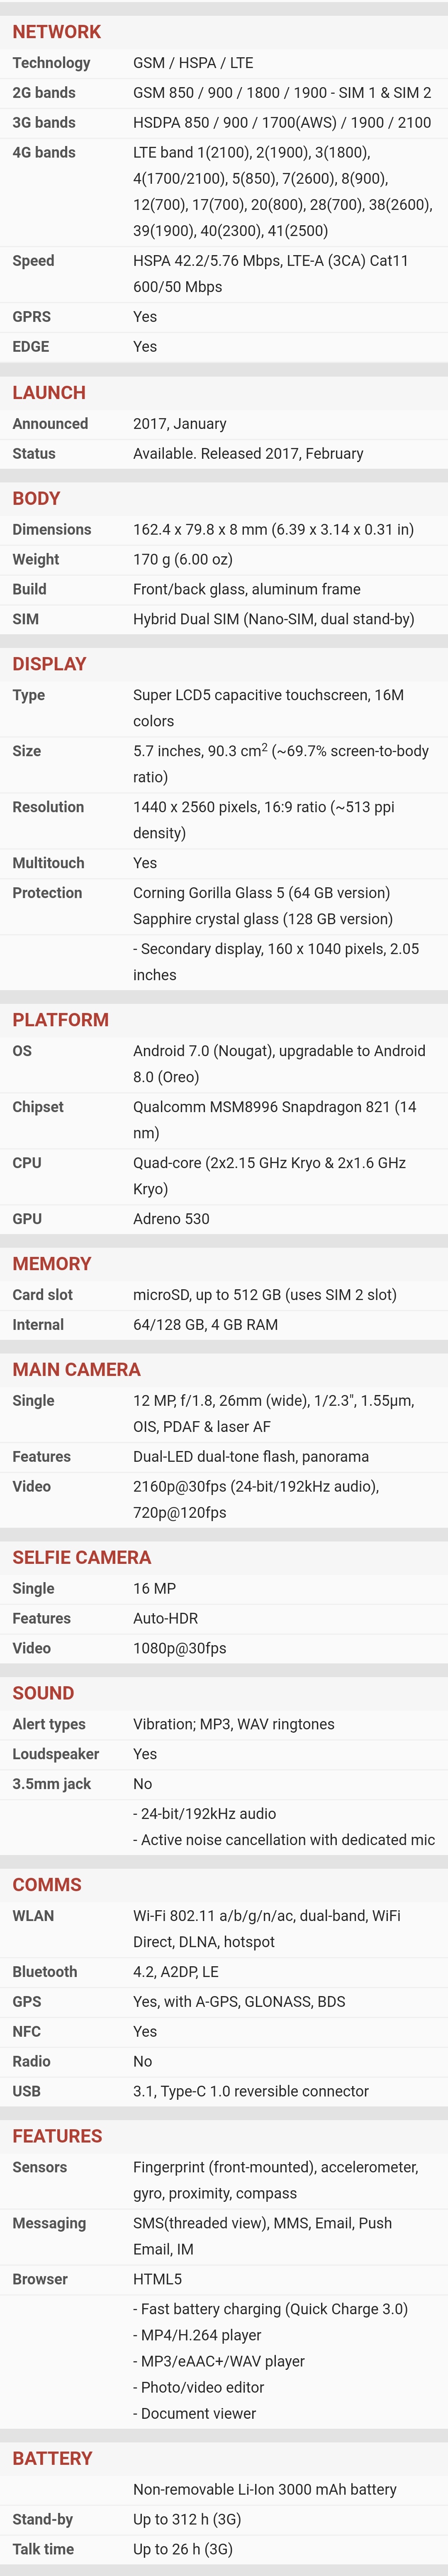 NETWORK
Technology GSM / HSPA / LTE
2G bands GSM 850 / 900 / 1800 / 1900 - SIM 1 & SIM 2
3G bands HSDPA 850 / 900 / 1700(AWS) / 1900 / 2100
4G bands LTE band 1(2100), 2(1900), 3(1800),
4(1700/2100), 5(850), 7(2600), 8(900),
12(700), 17(700), 20(800), 28(700), 38(2600),
39(1900), 40(2300), 41(2500)
Speed HSPA 42.2/5.76 Mbps, LTE-A (3CA) Cat11
600/50 Mbps
GPRS Yes
EDGE Yes
LAUNCH
Announced 2017, January
Status Available. Released 2017, February
BODY
Dimensions 162.4 x 79.8 x 8 mm (6.39 x 3.14 x 0.31 in)
Weight 170 g (6.00 oz)
Build Front/back glass, aluminum frame
SIM Hybrid Dual SIM (Nano-SIM, dual stand-by)
DISPLAY
Type Super LCD5 capacitive touchscreen, 16M
colors
Size 5.7 inches, 90.3 cm2 (~69.7% screen-to-body
ratio)
Resolution 1440 x 2560 pixels, 16:9 ratio (~513 ppi
density)
Multitouch Yes
Protection Corning Gorilla Glass 5 (64 GB version)
Sapphire crystal glass (128 GB version)
- Secondary display, 160 x 1040 pixels, 2.05
inches
PLATFORM
OS Android 7.0 (Nougat), upgradable to Android
8.0 (Oreo)
Chipset Qualcomm MSM8996 Snapdragon 821 (14
nm)
CPU Quad-core (2x2.15 GHz Kryo & 2x1.6 GHz
Kryo)
GPU Adreno 530
MEMORY
Card slot microSD, up to 512 GB (uses SIM 2 slot)
Internal 64/128 GB, 4 GB RAM
MAIN CAMERA
Single 12 MP, f/1.8, 26mm (wide), 1/2.3", 1.55µm,
OIS, PDAF & laser AF
Features Dual-LED dual-tone flash, panorama
Video 2160p@30fps (24-bit/192kHz audio),
720p@120fps
SELFIE CAMERA
Single 16 MP
Features Auto-HDR
Video 1080p@30fps
SOUND
Alert types Vibration; MP3, WAV ringtones
Loudspeaker Yes
3.5mm jack No
- 24-bit/192kHz audio
- Active noise cancellation with dedicated mic
COMMS
WLAN Wi-Fi 802.11 a/b/g/n/ac, dual-band, WiFi
Direct, DLNA, hotspot
Bluetooth 4.2, A2DP, LE
GPS Yes, with A-GPS, GLONASS, BDS
NFC Yes
Radio No
USB 3.1, Type-C 1.0 reversible connector
FEATURES
Sensors Fingerprint (front-mounted), accelerometer,
gyro, proximity, compass
Messaging SMS(threaded view), MMS, Email, Push
Email, IM
Browser HTML5
- Fast battery charging (Quick Charge 3.0)
- MP4/H.264 player
- MP3/eAAC+/WAV player
- Photo/video editor
- Document viewer
BATTERY
Non-removable Li-Ion 3000 mAh battery
Stand-by Up to 312 h (3G)
Talk time Up to 26 h (3G)